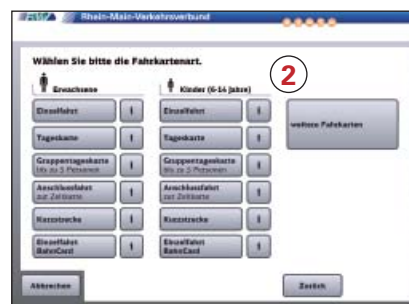 Rhein-Main-Verkehrsverbund
Wählen Sie bitte die Fahrkartenart.
2
Erwachsene
Kinder (6-14 Jahre)
Einzelfahrt i Einzelfahrt i
weitere Fahrkarten
Tageskarte i Tageskarte i
Gruppentageskarte i Gruppentageskarte i
bis zu 5 Personen bis zu 5 Personen
Anschlussfahrt i Anschlussfahrt i
zur Zeitkarte zur Zeitkarte
Kurzstrecke i Kurzstrecke i
Einzelfahrt i Einzelfahrt i
BahnCard BahnCard
Abbrechen
Zurück